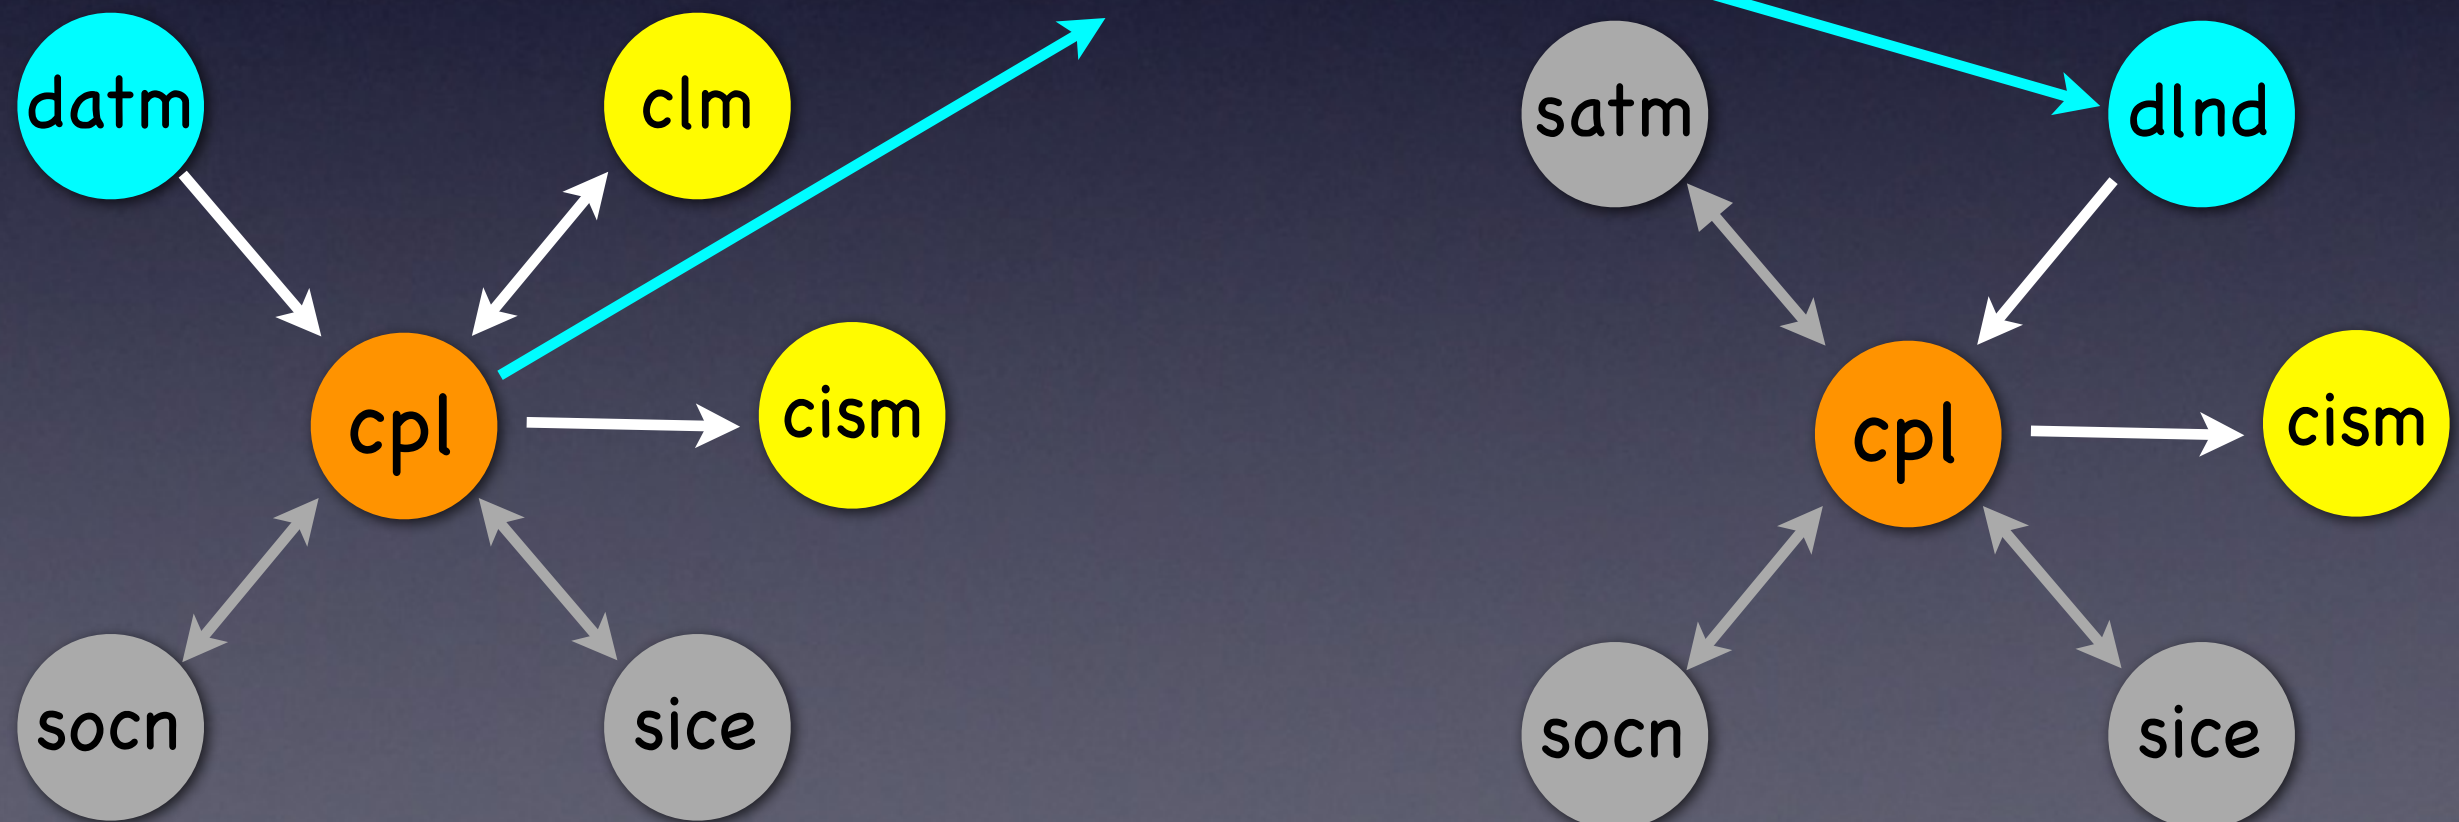 datm
clm
cpl
cism
socn
sice
satm
dlnd
cpl
cism
socn
sice